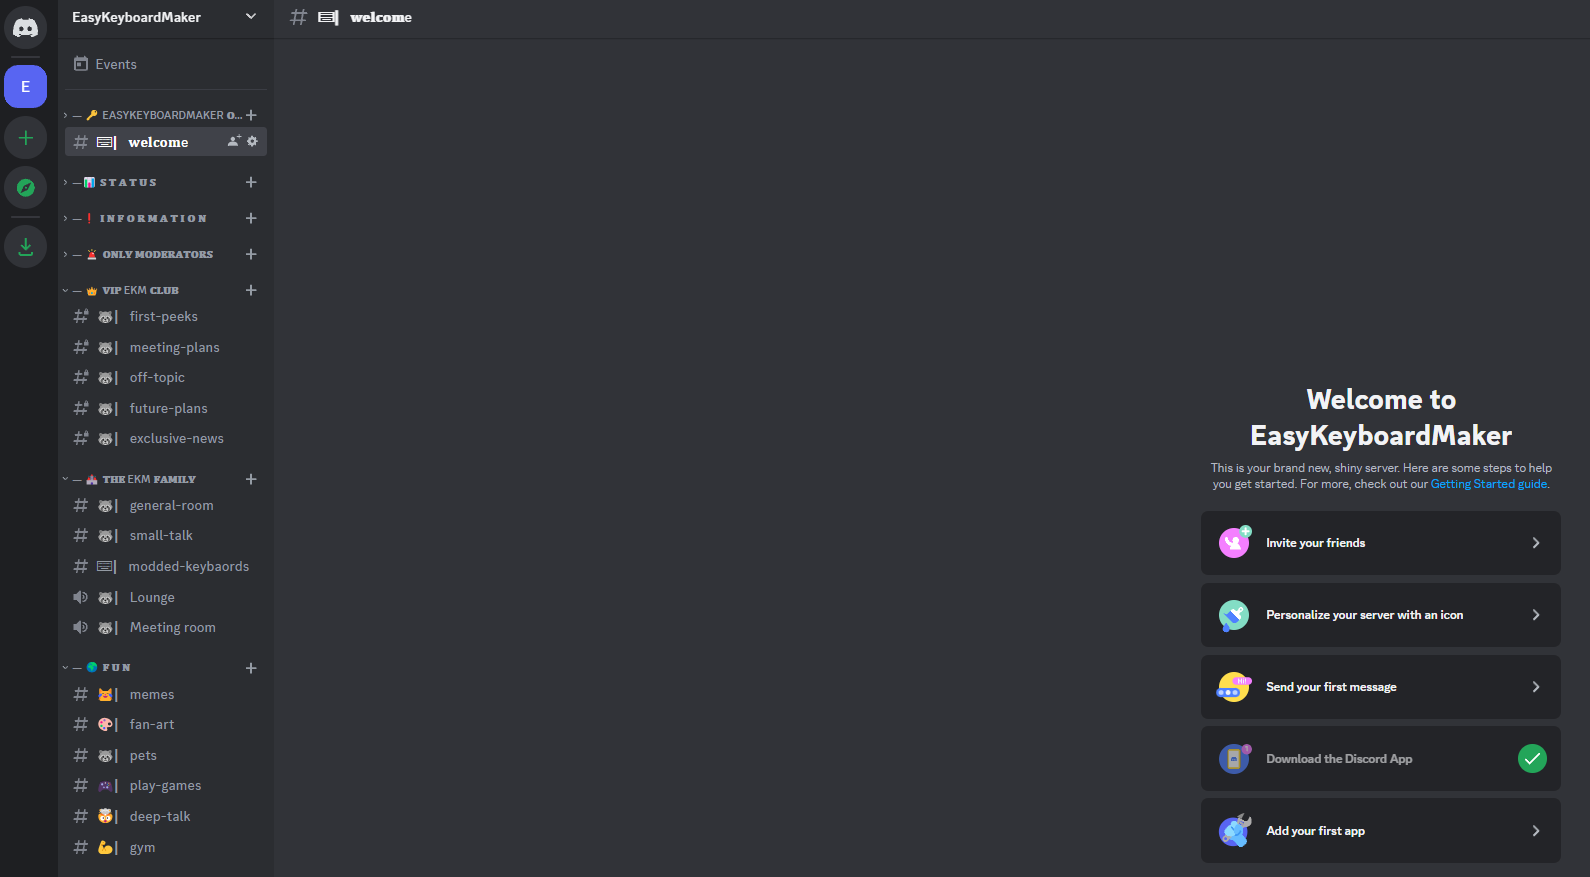 EasyKeyboardMaker
welcome
E
Events
EASYKEYBOARDMAKER O...
welcome
STATUS
INFORMATION
ONLY MODERATORS
VIP EKM CLUB
first-peeks
meeting-plans
off-topic
future-plans
exclusive-news
THE EKM FAMILY
general-room
small-talk
modded-keybaords
Lounge
Meeting room
FUN
memes
fan-art
pets
play-games
deep-talk
gym
Welcome to
EasyKeyboardMaker
This is your brand new, shiny server. Here are some steps to help
you get started. For more, check out our Getting Started guide.
Invite your friends
Personalize your server with an icon
HI!
Send your first message
Download the Discord App
Add your first app